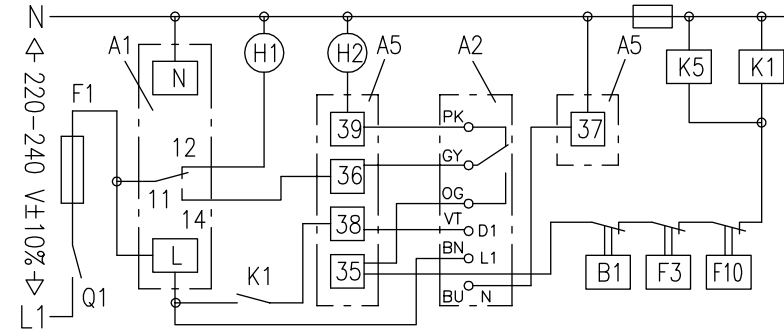 N
A1
H1
H2
A5
A2
A5
K5
K1
220-240 V±10%
F1
N
PK
39
37
12
GY
36
11
OG
14
VT
38
D1
L
BN
L1
K1
35
B1
F3
F10
Q1
BU
N
L1